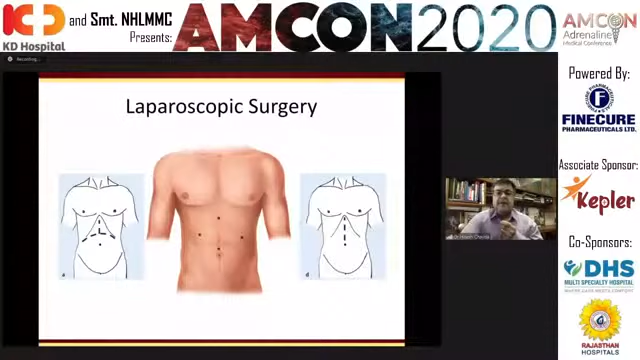 KD
KD Hospital
and Smt. NHLMMC
Presents:
AMCON2020
AMCON
Adrenaline
Medical Conference
Recording...
Laparoscopic Surgery
a
d
Powered By:
F
FINECURE
PHARMACEUTICALS LTD.
Associate Sponsor:
Kepler
Co-Sponsors:
DHS
MULTI SPECIALTY HOSPITAL
RAJASTHAN
HOSPITALS